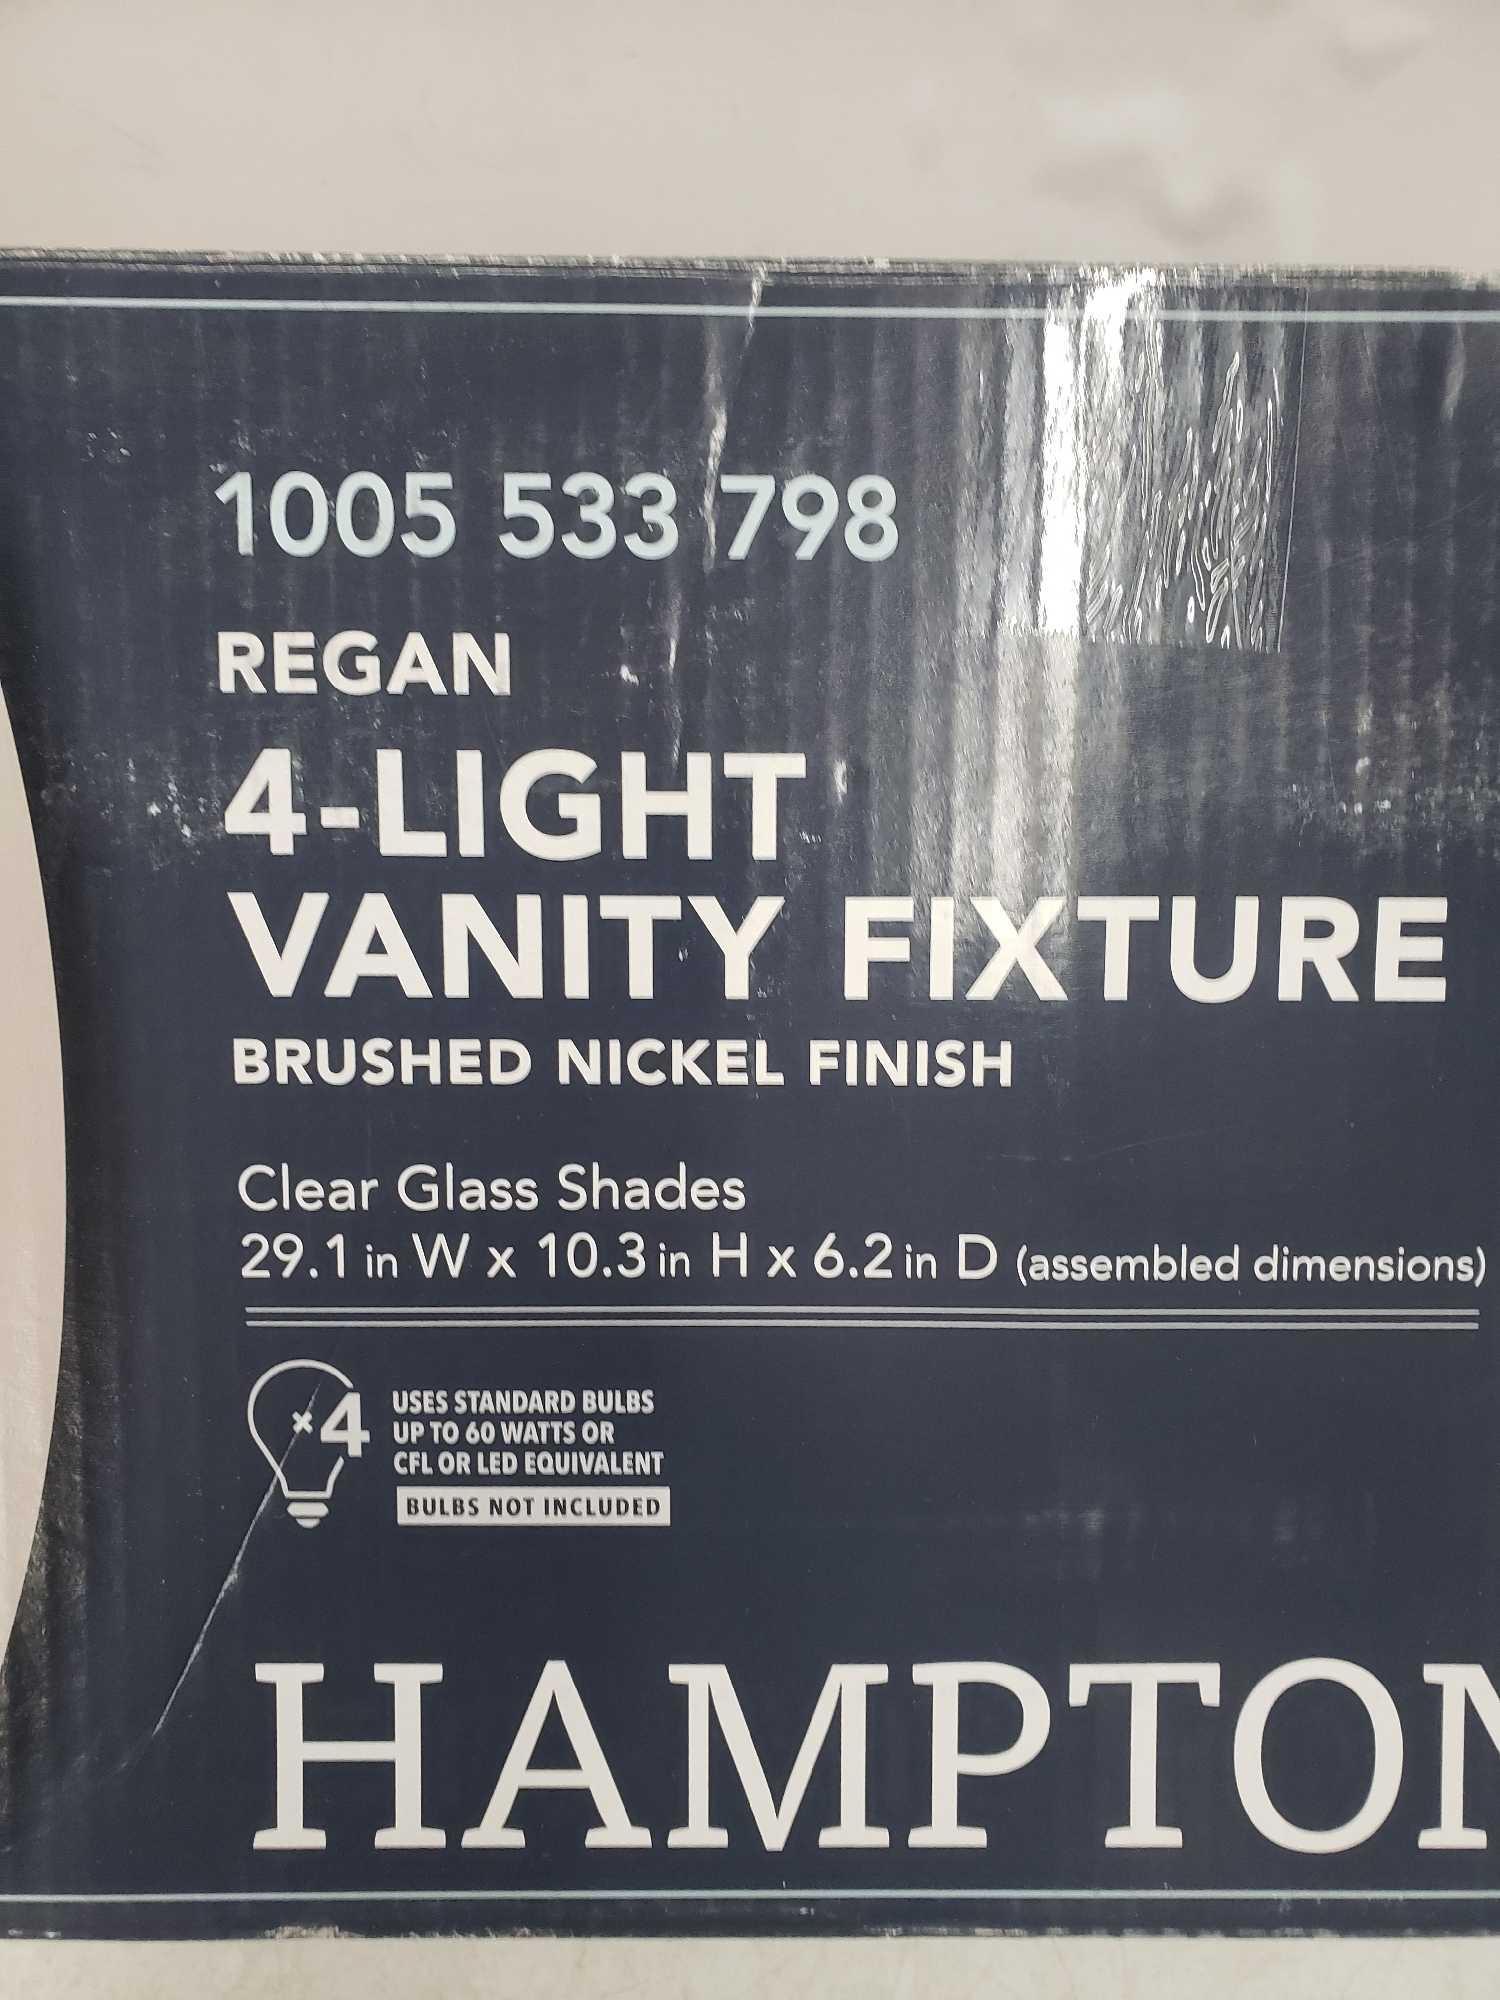 1005 533 798
REGAN
4-LIGHT
VANITY FIXTURE
BRUSHED NICKEL FINISH
Clear Glass Shades
29.1 in W x 10.3 in H x 6.2 in D (assembled dimensions)
x4
USES STANDARD BULBS
UP TO 60 WATTS OR
CFL OR LED EQUIVALENT
BULBS NOT INCLUDED
HAMPTON